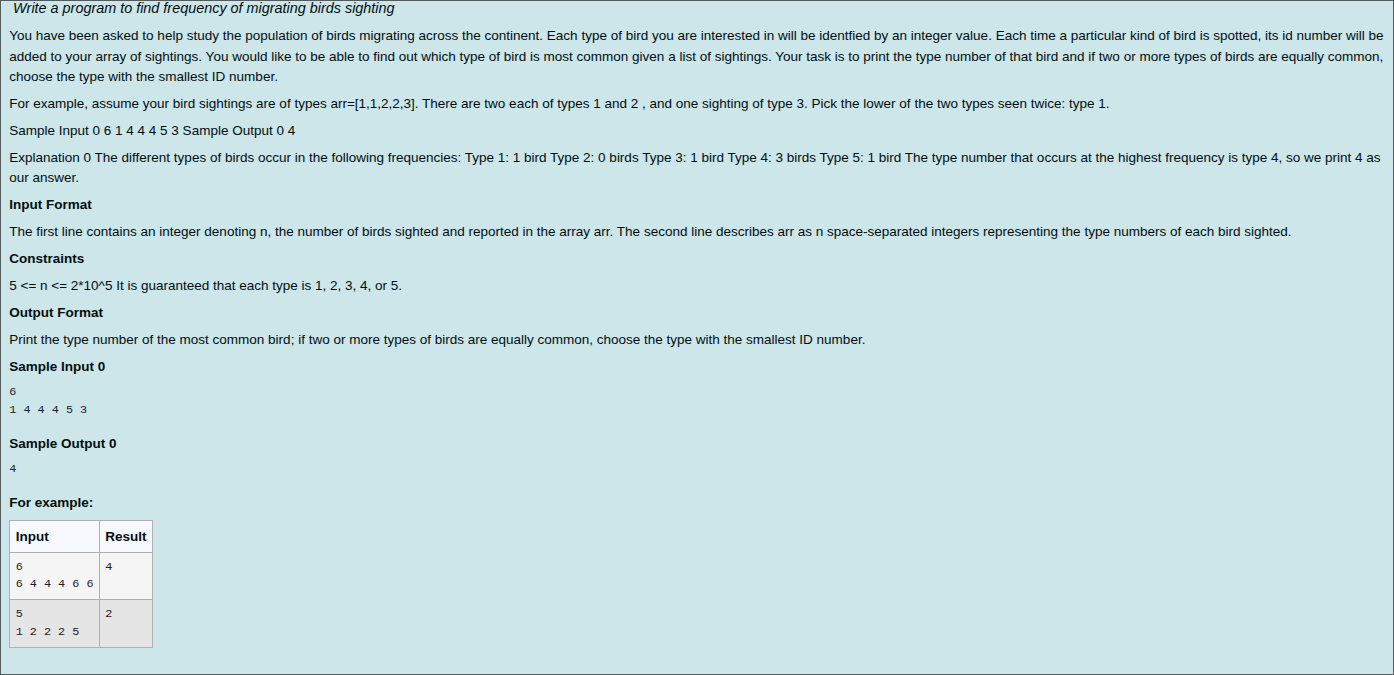 Write a program to find frequency of migrating birds sighting
You have been asked to help study the population of birds migrating across the continent. Each type of bird you are interested in will be identfied by an integer value. Each time a particular kind of bird is spotted, its id number will be
added to your array of sightings. You would like to be able to find out which type of bird is most common given a list of sightings. Your task is to print the type number of that bird and if two or more types of birds are equally common,
choose the type with the smallest ID number.
For example, assume your bird sightings are of types arr=[1,1,2,2,3]. There are two each of types 1 and 2 , and one sighting of type 3. Pick the lower of the two types seen twice: type 1.
Sample Input 0 6 1 4 4 4 5 3 Sample Output 0 4
Explanation 0 The different types of birds occur in the following frequencies: Type 1: 1 bird Type 2: 0 birds Type 3: 1 bird Type 4: 3 birds Type 5: 1 bird The type number that occurs at the highest frequency is type 4, so we print 4 as
our answer.
Input Format
The first line contains an integer denoting n, the number of birds sighted and reported in the array arr. The second line describes arr as n space-separated integers representing the type numbers of each bird sighted.
Constraints
5 <= n <= 2*10^5 It is guaranteed that each type is 1, 2, 3, 4, or 5.
Output Format
Print the type number of the most common bird; if two or more types of birds are equally common, choose the type with the smallest ID number.
Sample Input 0
6
1 4 4 4 5 3
Sample Output 0
4
For example:
Input Result
6 4
6 4 4 4 6 6
5 2
1 2 2 2 5